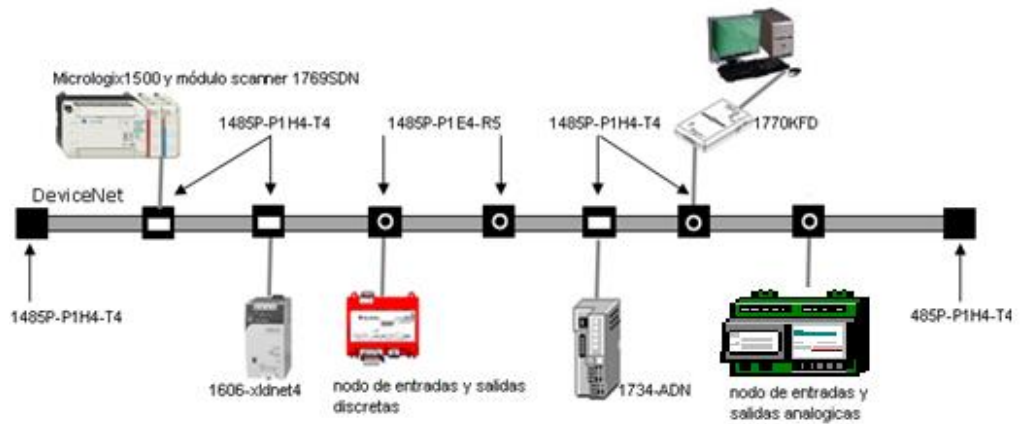 Micrologix1500 y módulo scanner 1769SDN
1485P-P1H4-T4
1485P-P1E4-R5
1485P-P1H4-T4
1770KFD
DeviceNet
1485P-P1H4-T4
485P-P1H4-T4
1606-xldnet4
nodo de entradas y salidas
discretas
1734-ADN
nodo de entradas y
salidas analogicas